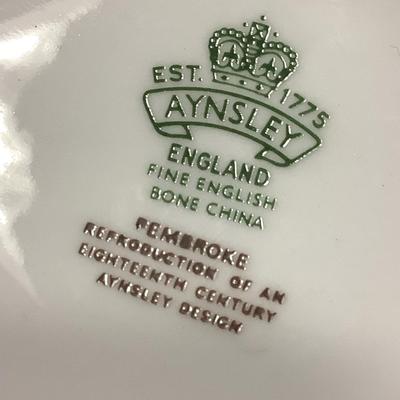 EST. 1775
AYNSLEY
ENGLAND
FINE ENGLISH
BONE CHINA
PEMBROKE
REPRODUCTION OF AN
EIGHTEENTH CENTURY
AYNSLEY DESIGN